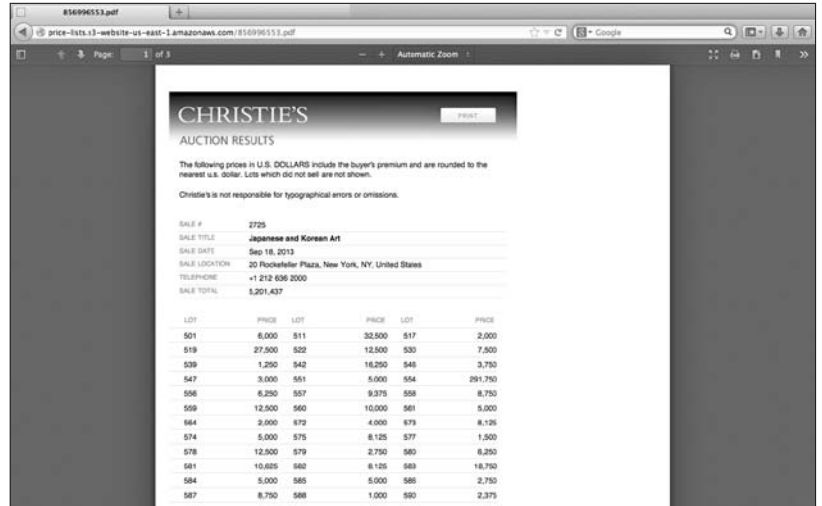 856996553.pdf
price-lists.s3-website-us-east-1.amazonaws.com/856996553.pdf
Google
Page: 1 of 3
Automatic Zoom
CHRISTIE'S
PRINT
AUCTION RESULTS
The following prices in U.S. DOLLARS include the buyer's premium and are rounded to the
nearest u.s. dollar. Lots which did not sell are not shown.
Christie's is not responsible for typographical errors or omissions.
SALE # 2725
SALE TITLE Japanese and Korean Art
SALE DATE Sep 18, 2013
SALE LOCATION 20 Rockefeller Plaza, New York, NY, United States
TELEPHONE +1 212 636 2000
SALE TOTAL 5,201,437
LOT PRICE LOT PRICE LOT PRICE
501 6,000 511 32,500 517 2,000
519 27,500 522 12,500 530 7,500
539 1,250 542 16,250 546 3,750
547 3,000 551 5,000 554 291,750
556 6,250 557 9,375 558 8,750
559 12,500 560 10,000 561 5,000
564 2,000 572 4,000 573 8,125
574 5,000 575 8,125 577 1,500
578 12,500 579 2,750 580 6,250
581 10,625 582 8,125 583 18,750
584 5,000 585 5,000 586 2,750
587 8,750 588 1,000 590 2,375